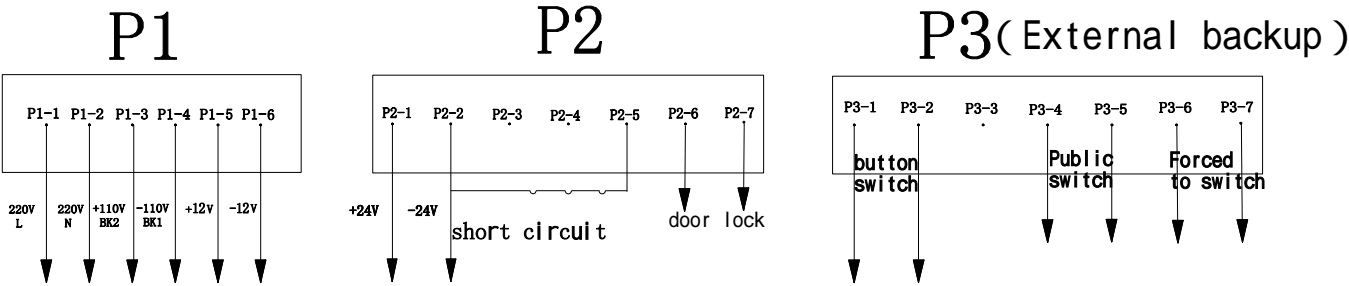 P1 P2 P3(External backup)
P1-1 P1-2 P1-3 P1-4 P1-5 P1-6 P2-1 P2-2 P2-3 P2-4 P2-5 P2-6 P2-7 P3-1 P3-2 P3-3 P3-4 P3-5 P3-6 P3-7
button Public Forced
switch switch to switch
220V 220V +110V -110V +12V -12V +24V -24V
L N BK2 BK1
short circuit door lock